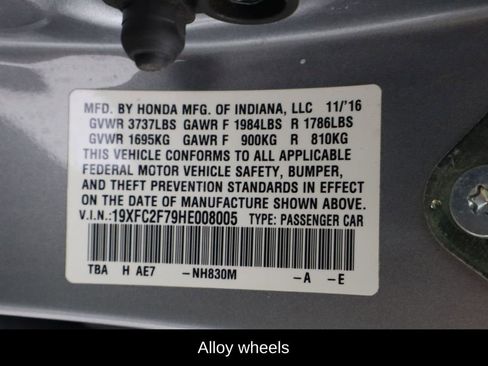 MFD. BY HONDA MFG. OF INDIANA, LLC 11/'16
GVWR 3737LBS GAWR F 1984LBS R 1786LBS
GVWR 1695KG GAWR F 900KG R 810KG
THIS VEHICLE CONFORMS TO ALL APPLICABLE
FEDERAL MOTOR VEHICLE SAFETY, BUMPER,
AND THEFT PREVENTION STANDARDS IN EFFECT
ON THE DATE OF MANUFACTURE SHOWN ABOVE.
V.I.N.:19XFC2F79HE008005 TYPE: PASSENGER CAR
TBA H AE7 -NH830M -A -E
Alloy wheels